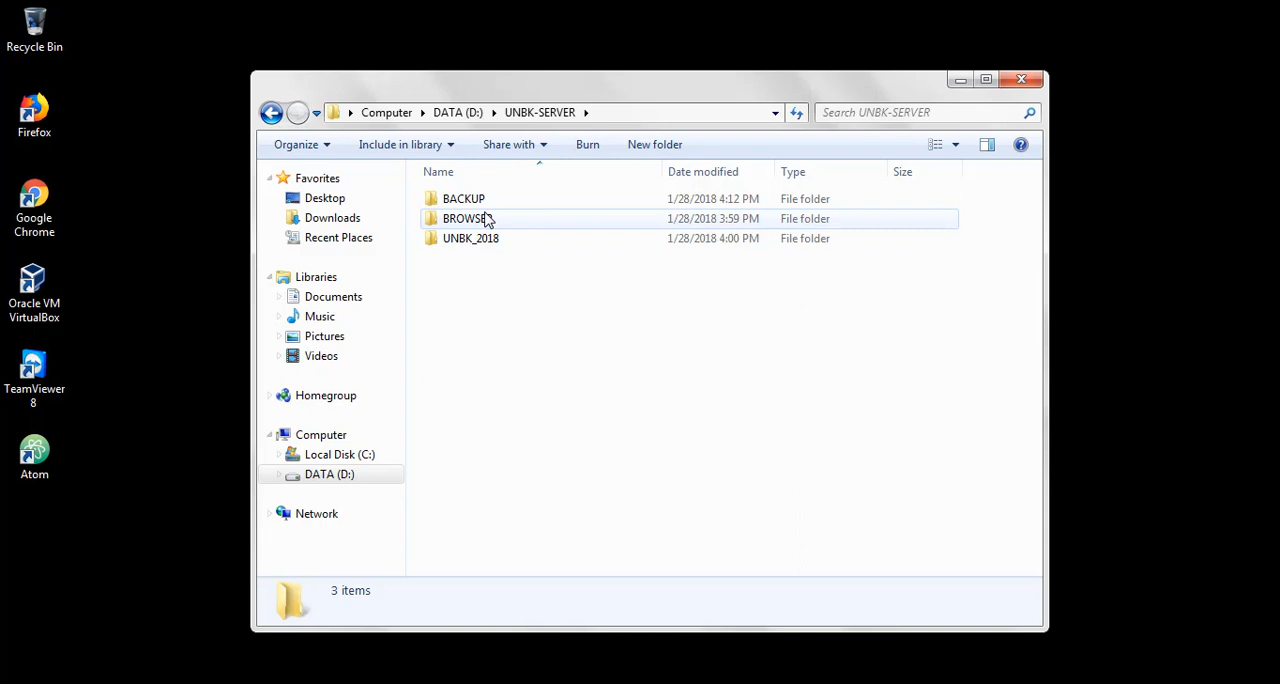 Recycle Bin
Firefox
Google
Chrome
Oracle VM
VirtualBox
TeamViewer
8
Atom
Computer DATA (D:) UNBK-SERVER
Search UNBK-SERVER
Organize Include in library Share with Burn New folder
Favorites
Desktop
Downloads
Recent Places
Libraries
Documents
Music
Pictures
Videos
Homegroup
Computer
Local Disk (C:)
DATA (D:)
Network
Name Date modified Type Size
BACKUP 1/28/2018 4:12 PM File folder
1/28/2018 3:59 PM File folder
UNBK_2018 1/28/2018 4:00 PM File folder
3 items